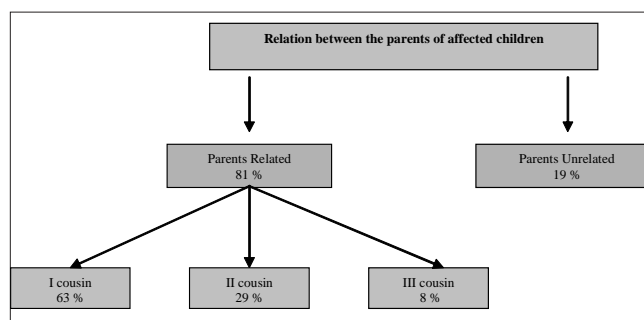 Relation between the parents of affected children
Parents Related
81 %
Parents Unrelated
19 %
I cousin
63 %
II cousin
29 %
III cousin
8 %